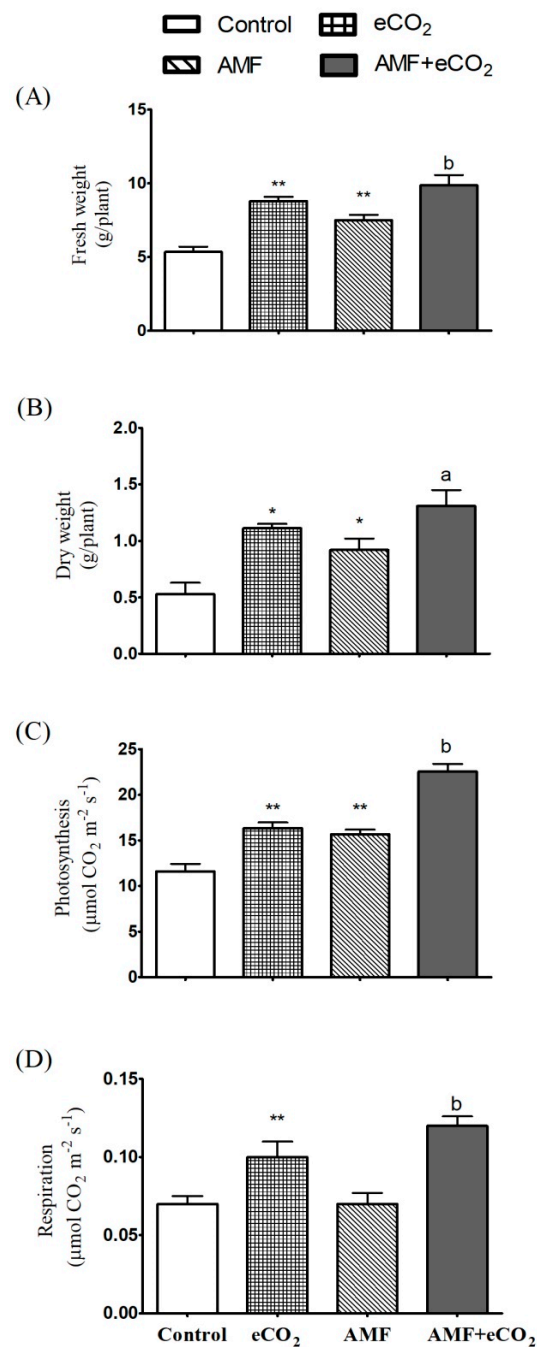 Control eCO₂
AMF AMF+eCO₂
(A)
Fresh weight
(g/plant)
15
10
5
0
**
**
b
(B)
Dry weight
(g/plant)
2.0
1.5
1.0
0.5
0.0
*
*
a
(C)
Photosynthesis
(µmol CO₂ m⁻² s⁻¹)
25
20
15
10
5
0
**
**
b
(D)
Respiration
(µmol CO₂ m⁻² s⁻¹)
0.15
0.10
0.05
0.00
**
b
Control eCO₂ AMF AMF+eCO₂